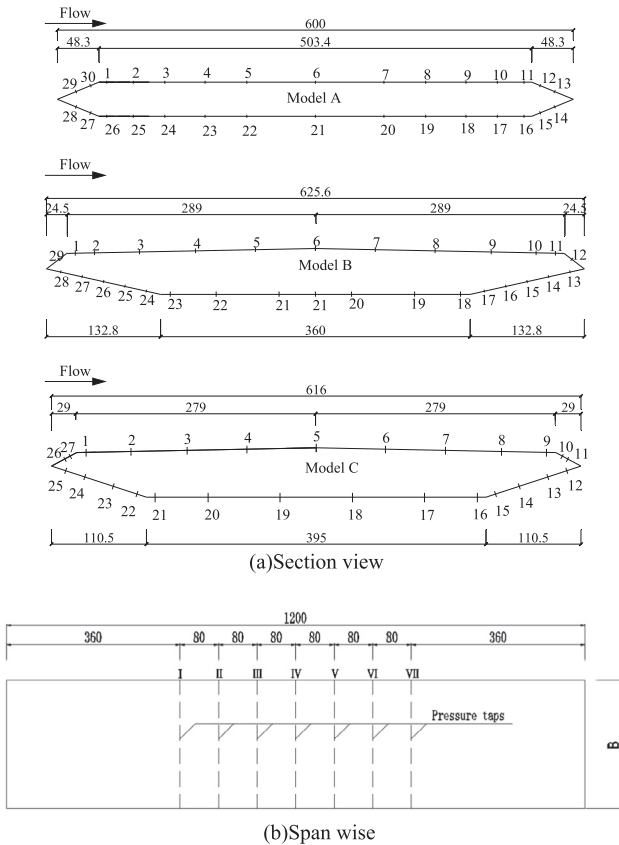 Flow
600
48.3 503.4 48.3
29 30 1 2 3 4 5 6 7 8 9 10 11 12 13
Model A
28 27 26 25 24 23 22 21 20 19 18 17 16 15 14
Flow
625.6
24.5 289 289 24.5
29 1 2 3 4 5 6 7 8 9 10 11 12
Model B
28 27 26 25 24 23 22 21 21 20 19 18 17 16 15 14 13
132.8 360 132.8
Flow
616
29 279 279 29
26 27 1 2 3 4 5 6 7 8 9 10 11
Model C
25 24 23 22 21 20 19 18 17 16 15 14 13 12
110.5 395 110.5
(a)Section view
1200
360 80 80 80 80 80 80 360
I II III IV V VI VII
Pressure taps
B
(b)Span wise